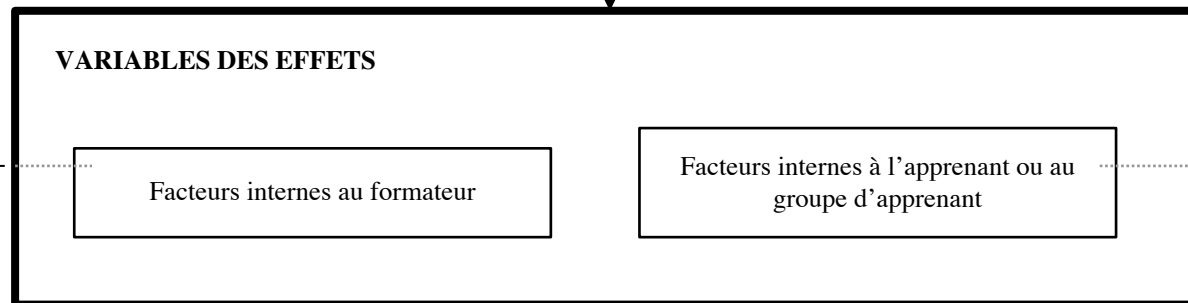 VARIABLES DES EFFETS
Facteurs internes au formateur
Facteurs internes à l’apprenant ou au
groupe d’apprenant